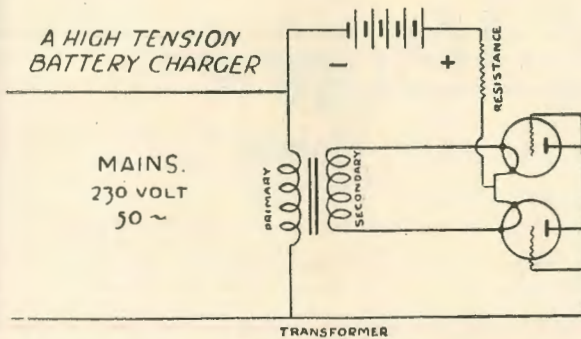 A HIGH TENSION
BATTERY CHARGER
− +
RESISTANCE
MAINS.
230 VOLT
50 ~
PRIMARY
SECONDARY
TRANSFORMER